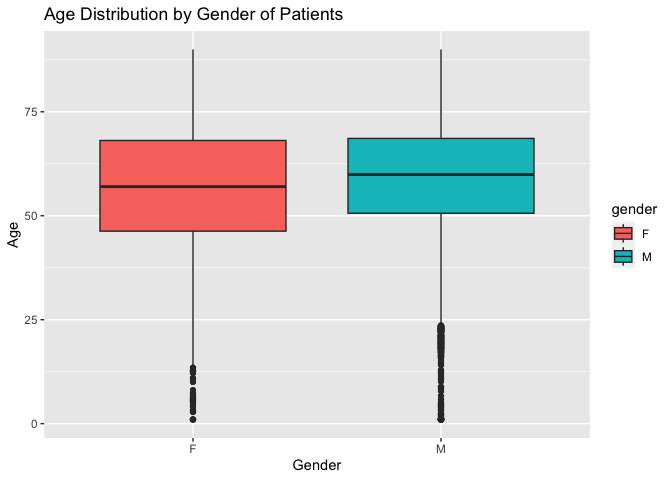 Age Distribution by Gender of Patients
75
50
25
0
Age
F
M
Gender
gender
F
M